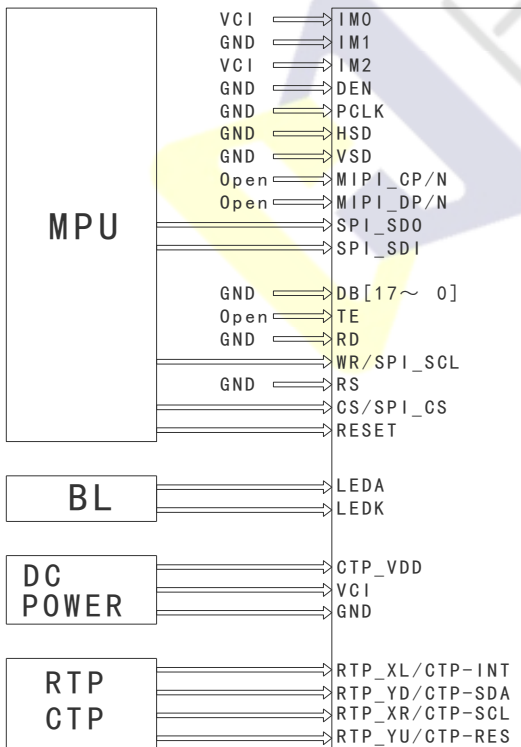 VCI IM0
GND IM1
VCI IM2
GND DEN
GND PCLK
GND HSD
GND VSD
Open MIPI_CP/N
Open MIPI_DP/N
MPU
SPI_SDO
SPI_SDI
GND DB[17～ 0]
Open TE
GND RD
WR/SPI_SCL
GND RS
CS/SPI_CS
RESET
BL
LEDA
LEDK
DC
POWER
CTP_VDD
VCI
GND
RTP
CTP
RTP_XL/CTP-INT
RTP_YD/CTP-SDA
RTP_XR/CTP-SCL
RTP_YU/CTP-RES